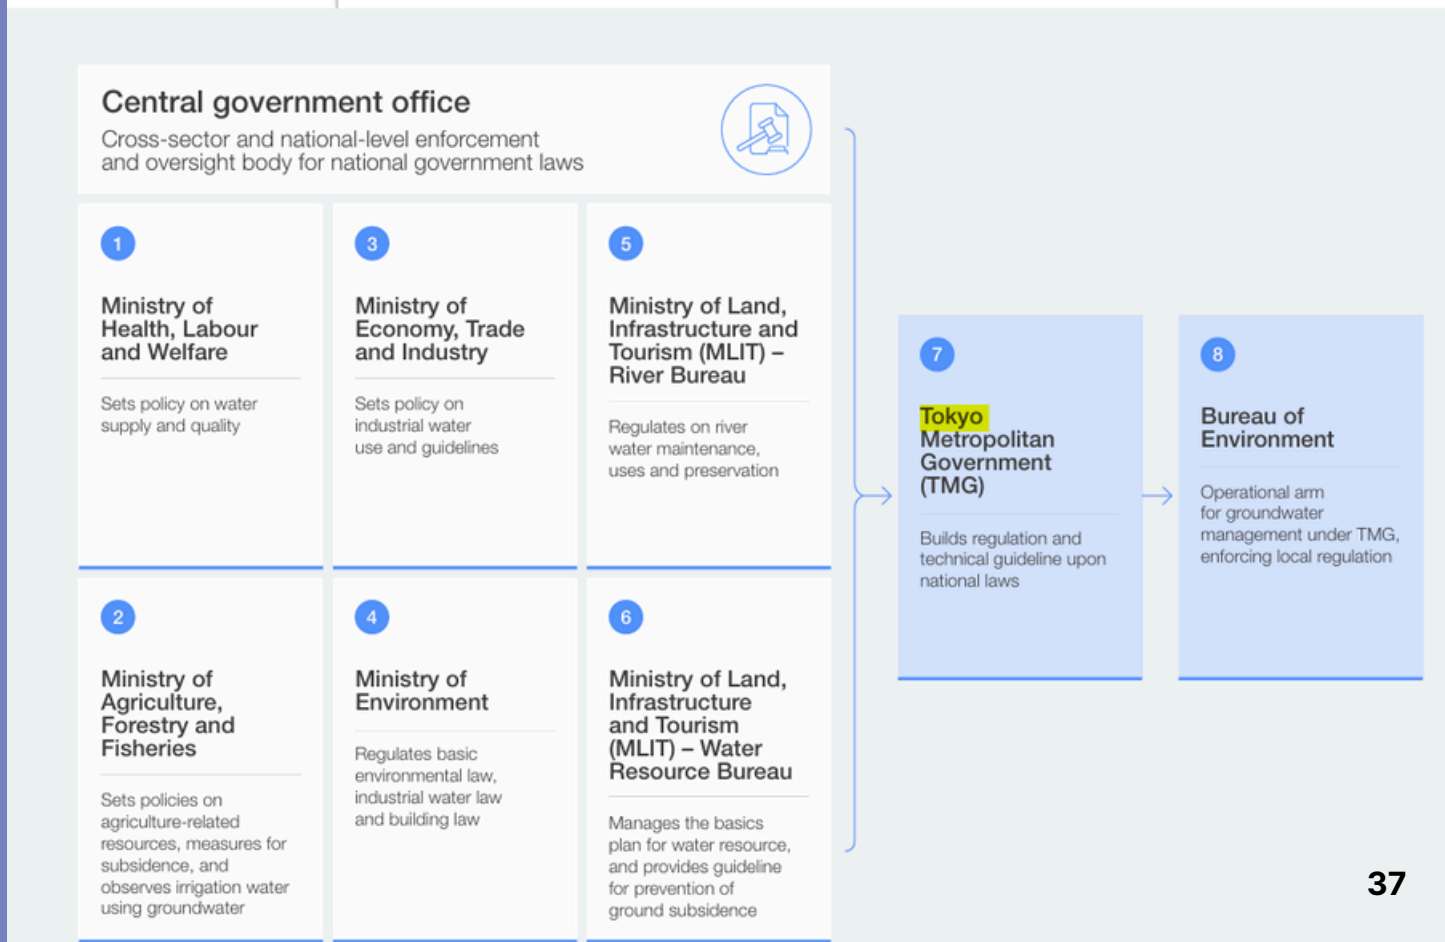 Central government office
Cross-sector and national-level enforcement
and oversight body for national government laws
1
Ministry of
Health, Labour
and Welfare
Sets policy on water
supply and quality
2
Ministry of
Agriculture,
Forestry and
Fisheries
Sets policies on
agriculture-related
resources, measures for
subsidence, and
observes irrigation water
using groundwater
3
Ministry of
Economy, Trade
and Industry
Sets policy on
industrial water
use and guidelines
4
Ministry of
Environment
Regulates basic
environmental law,
industrial water law
and building law
5
Ministry of Land,
Infrastructure and
Tourism (MLIT) –
River Bureau
Regulates on river
water maintenance,
uses and preservation
6
Ministry of Land,
Infrastructure
and Tourism
(MLIT) – Water
Resource Bureau
Manages the basics
plan for water resource,
and provides guideline
for prevention of
ground subsidence
7
Tokyo
Metropolitan
Government
(TMG)
Builds regulation and
technical guideline upon
national laws
8
Bureau of
Environment
Operational arm
for groundwater
management under TMG,
enforcing local regulation
37